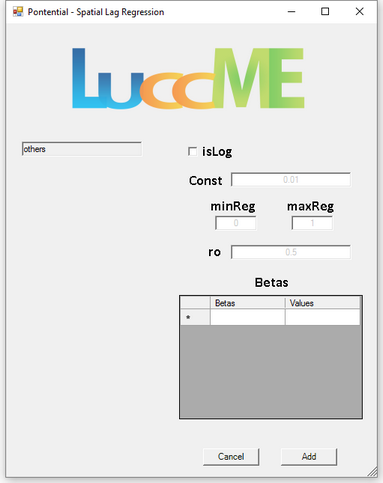 Pontential - Spatial Lag Regression
LuccME
others
isLog
Const 0.01
minReg maxReg
0 1
ro 0.5
Betas
Betas Values
*
Cancel Add